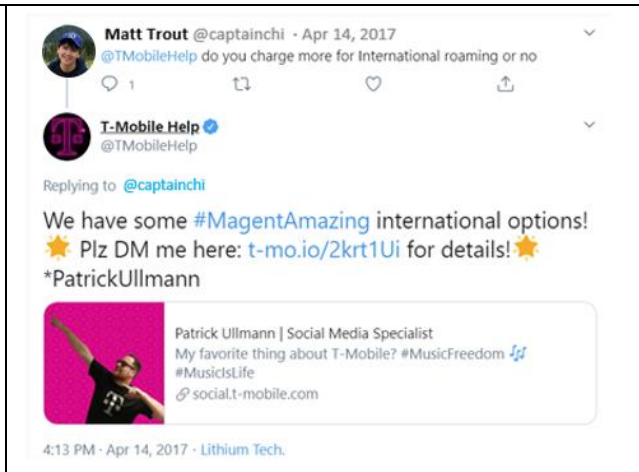 Matt Trout @captainchi · Apr 14, 2017
@TMobileHelp do you charge more for International roaming or no
1
T-Mobile Help
@TMobileHelp
Replying to @captainchi
We have some #MagentAmazing international options!
🌟 Plz DM me here: t-mo.io/2krt1Ui for details!🌟
*PatrickUllmann
Patrick Ullmann | Social Media Specialist
My favorite thing about T-Mobile? #MusicFreedom 🎶
#MusicIsLife
social.t-mobile.com
4:13 PM · Apr 14, 2017 · Lithium Tech.